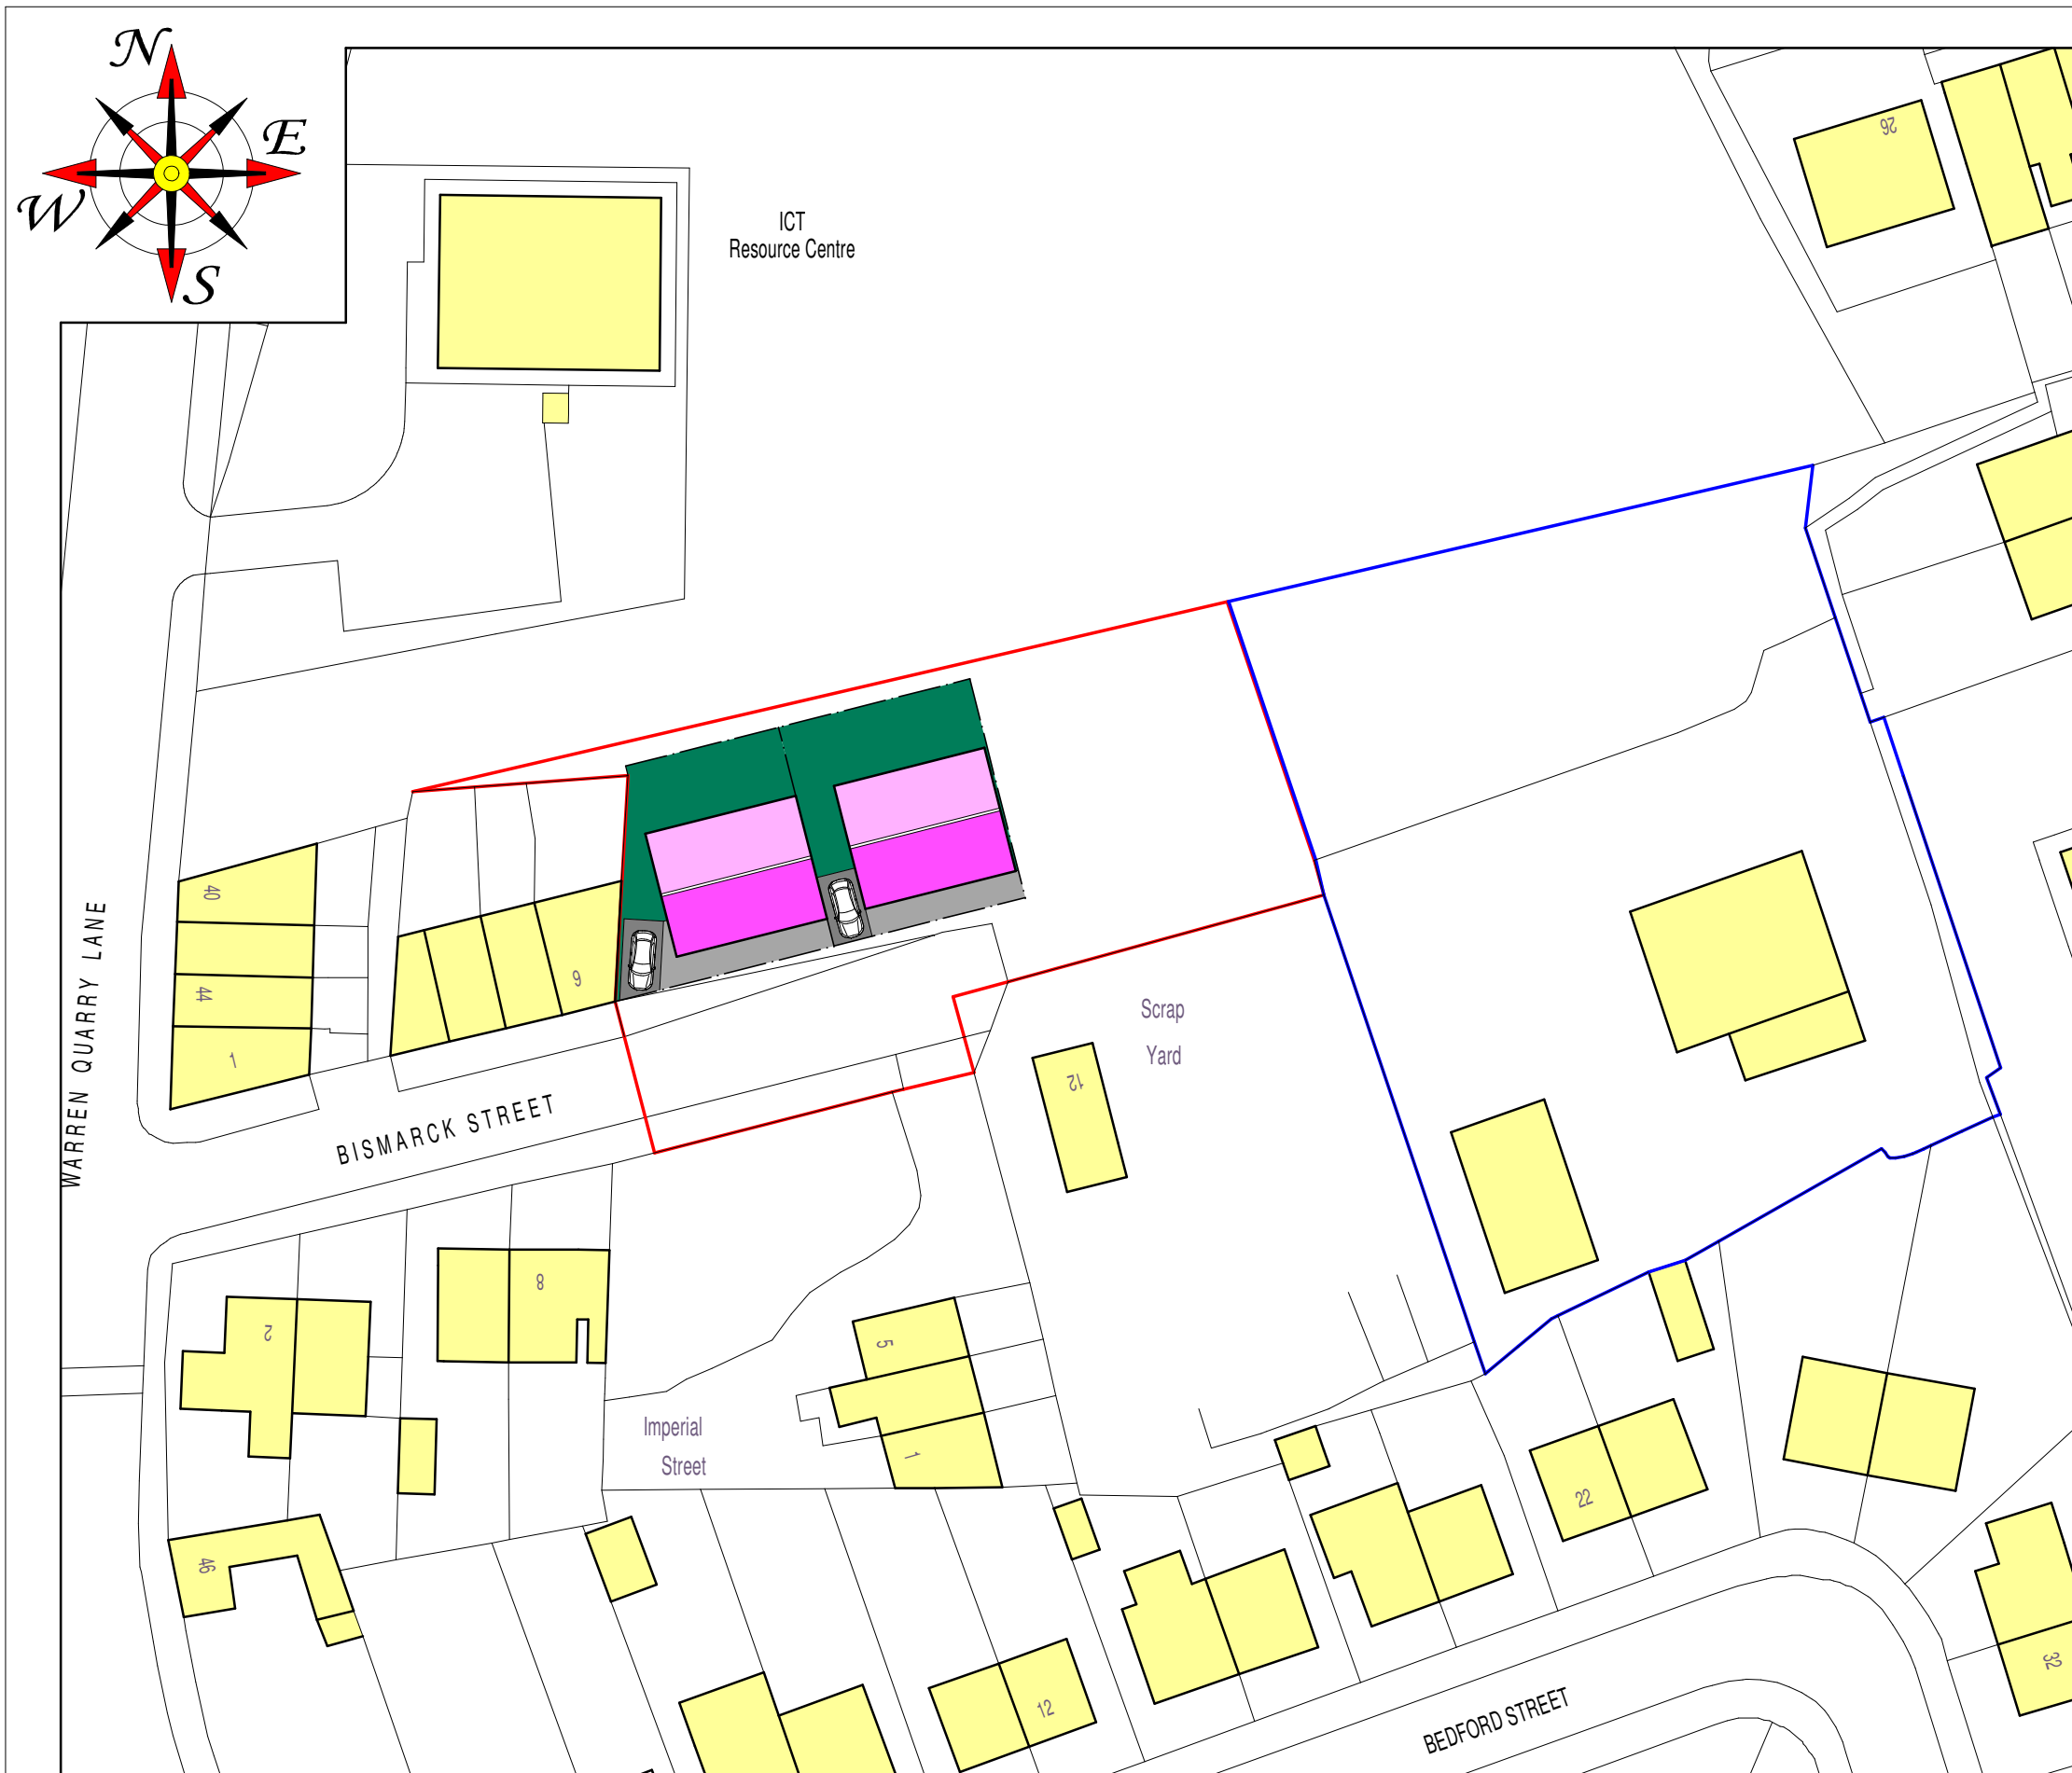 N
E
W
S
ICT
Resource Centre
26
40
44
1
9
WARREN QUARRY LANE
BISMARCK STREET
Scrap
Yard
12
2
8
5
1
Imperial
Street
46
22
12
32
BEDFORD STREET